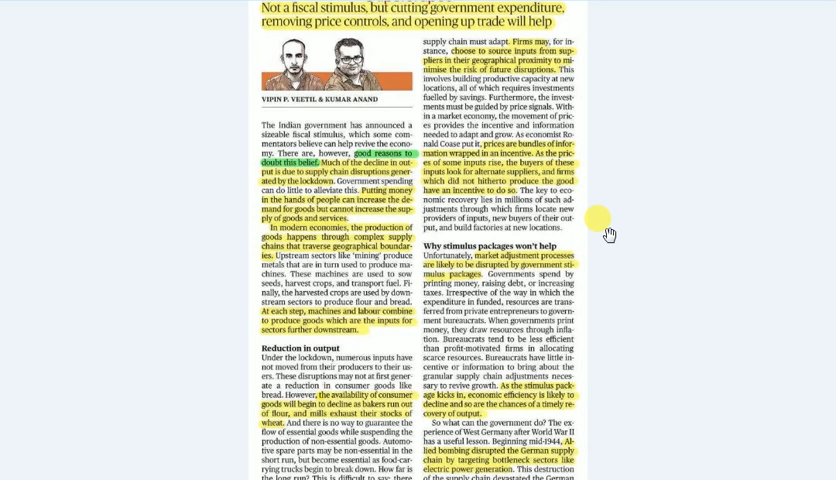 Not a fiscal stimulus, but cutting government expenditure,
removing price controls, and opening up trade will help
VIPIN P. VEETIL & KUMAR ANAND
The Indian government has announced a
sizeable fiscal stimulus, which some com-
mentators believe can help revive the econo-
my. There are, however, good reasons to
doubt this belief. Much of the decline in out-
put is due to supply chain disruptions gener-
ated by the lockdown. Government spending
can do little to alleviate this. Putting money
in the hands of people can increase the de-
mand for goods but cannot increase the sup-
ply of goods and services.
In modern economies, the production of
goods happens through complex supply
chains that traverse geographical boundar-
ies. Upstream sectors like 'mining' produce
metals that are in turn used to produce ma-
chines. These machines are used to sow
seeds, harvest crops, and transport fuel. Fi-
nally, the harvested crops are used by down-
stream sectors to produce flour and bread.
At each step, machines and labour combine
to produce goods which are the inputs for
sectors further downstream.
Reduction in output
Under the lockdown, numerous inputs have
not moved from their producers to their us-
ers. These disruptions may not at first gener-
ate a reduction in consumer goods like
bread. However, the availability of consumer
goods will begin to decline as bakers run out
of flour, and mills exhaust their stocks of
wheat. And there is no way to guarantee the
flow of essential goods while suspending the
production of non-essential goods. Automo-
tive spare parts may be non-essential in the
short run, but become essential as food-car-
rying trucks begin to break down. How far is
the long run? This is difficult to say: there
supply chain must adapt. Firms may, for in-
stance, choose to source inputs from sup-
pliers in their geographical proximity to mi-
nimise the risk of future disruptions. This
involves building productive capacity at new
locations, all of which requires investments
fuelled by savings. Furthermore, the invest-
ments must be guided by price signals. With-
in a market economy, the movement of pric-
es provides the incentive and information
needed to adapt and grow. As economist Ro-
nald Coase put it, prices are bundles of infor-
mation wrapped in an incentive. As the pric-
es of some inputs rise, the buyers of these
inputs look for alternate suppliers, and firms
which did not hitherto produce the good
have an incentive to do so. The key to eco-
nomic recovery lies in millions of such ad-
justments through which firms locate new
providers of inputs, new buyers of their out-
put, and build factories at new locations.
Why stimulus packages won't help
Unfortunately, market adjustment processes
are likely to be disrupted by government sti-
mulus packages. Governments spend by
printing money, raising debt, or increasing
taxes. Irrespective of the way in which the
expenditure in funded, resources are trans-
ferred from private entrepreneurs to govern-
ment bureaucrats. When governments print
money, they draw resources through infla-
tion. Bureaucrats tend to be less efficient
than profit-motivated firms in allocating
scarce resources. Bureaucrats have little in-
centive or information to bring about the
granular supply chain adjustments neces-
sary to revive growth. As the stimulus pack-
age kicks in, economic efficiency is likely to
decline and so are the chances of a timely re-
covery of output.
So what can the government do? The ex-
perience of West Germany after World War II
has a useful lesson. Beginning mid-1944, Al-
lied bombing disrupted the German supply
chain by targeting bottleneck sectors like
electric power generation. This destruction
of the supply chain devastated the German